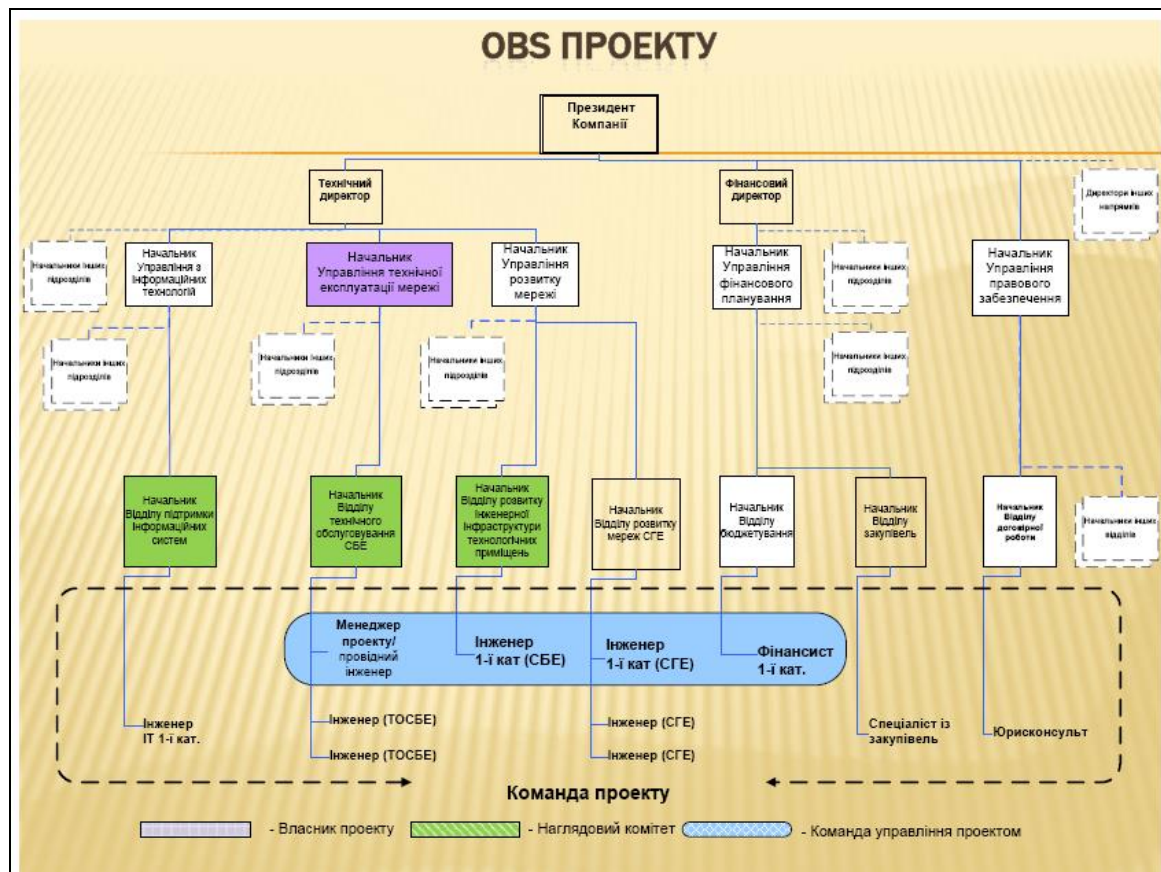 OBS ПРОЕКТУ
Президент
Компанії
Технічний
директор
Фінансовий
директор
Директори інших
напрямків
Начальники інших
підрозділів
Начальник
Управління з
Інформаційних
технологій
Начальник
Управління технічної
експлуатації мережі
Начальник
Управління
розвитку
мережі
Начальник
Управління
фінансового
планування
Начальники інших
підрозділів
Начальник
Управління
правового
забезпечення
Начальники інших
підрозділів
Начальники інших
підрозділів
Начальники інших
підрозділів
Начальники інших
підрозділів
Начальник
Відділу підтримки
Інформаційних
систем
Начальник
Відділу
технічного
обслуговування
СБЕ
Начальник
Відділу розвитку
Інженерної
Інфраструктури
технологічних
приміщень
Начальник
Відділу розвитку
мереж СГЕ
Начальник
Відділу
бюджетування
Начальник
Відділу
закупівель
Начальник
Відділу
договірної
роботи
Начальники інших
відділів
Менеджер
проекту/
провідний
інженер
Інженер
1-ї кат (СБЕ)
Інженер
1-ї кат (СГЕ)
Фінансист
1-ї кат.
Інженер
ІТ 1-ї кат.
Інженер (ТОСБЕ)
Інженер (ТОСБЕ)
Інженер (СГЕ)
Інженер (СГЕ)
Спеціаліст із
закупівель
Юрисконсульт
Команда проекту
- Власник проекту
- Наглядовий комітет
- Команда управління проектом